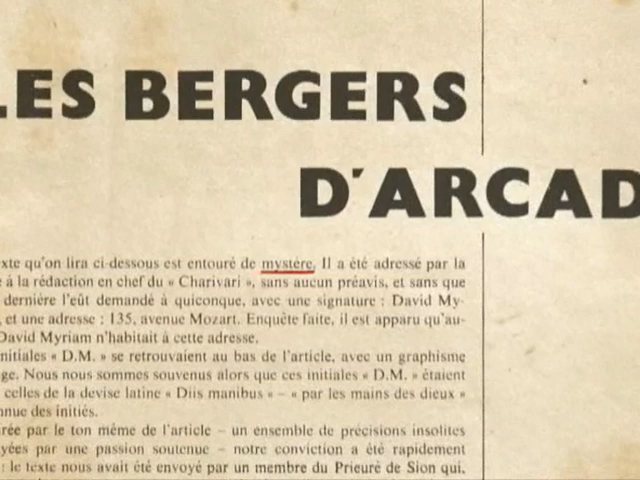 LES BERGERS
D'ARCAD
xte qu'on lira ci-dessous est entouré de mystère. Il a été adressé par la
à la rédaction en chef du « Charivari », sans aucun préavis, et sans que
dernière l'eût demandé à quiconque, avec une signature : David My-
, et une adresse : 135, avenue Mozart. Enquête faite, il est apparu qu'au-
David Myriam n'habitait à cette adresse.
nitiales « D.M. » se retrouvaient au bas de l'article, avec un graphisme
ge. Nous nous sommes souvenus alors que ces initiales « D.M. » étaient
celles de la devise latine « Diis manibus » – « par les mains des dieux »
nnue des initiés.
irée par le ton même de l'article – un ensemble de précisions insolites
yées par une passion soutenue – notre conviction a été rapidement
: le texte nous avait été envoyé par un membre du Prieuré de Sion qui,